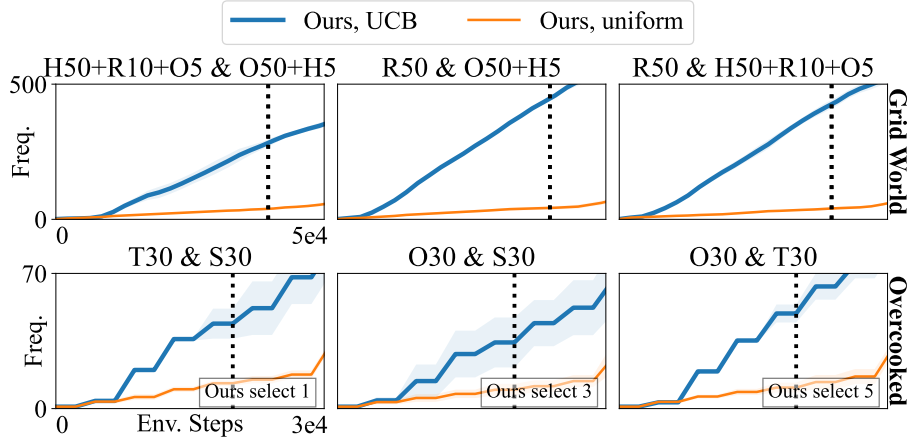 Ours, UCB
Ours, uniform
H50+R10+O5 & O50+H5
R50 & O50+H5
R50 & H50+R10+O5
500
Freq.
0
0
5e4
Grid World
T30 & S30
O30 & S30
O30 & T30
70
Freq.
0
Ours select 1
Ours select 3
Ours select 5
0
Env. Steps
3e4
Overcooked